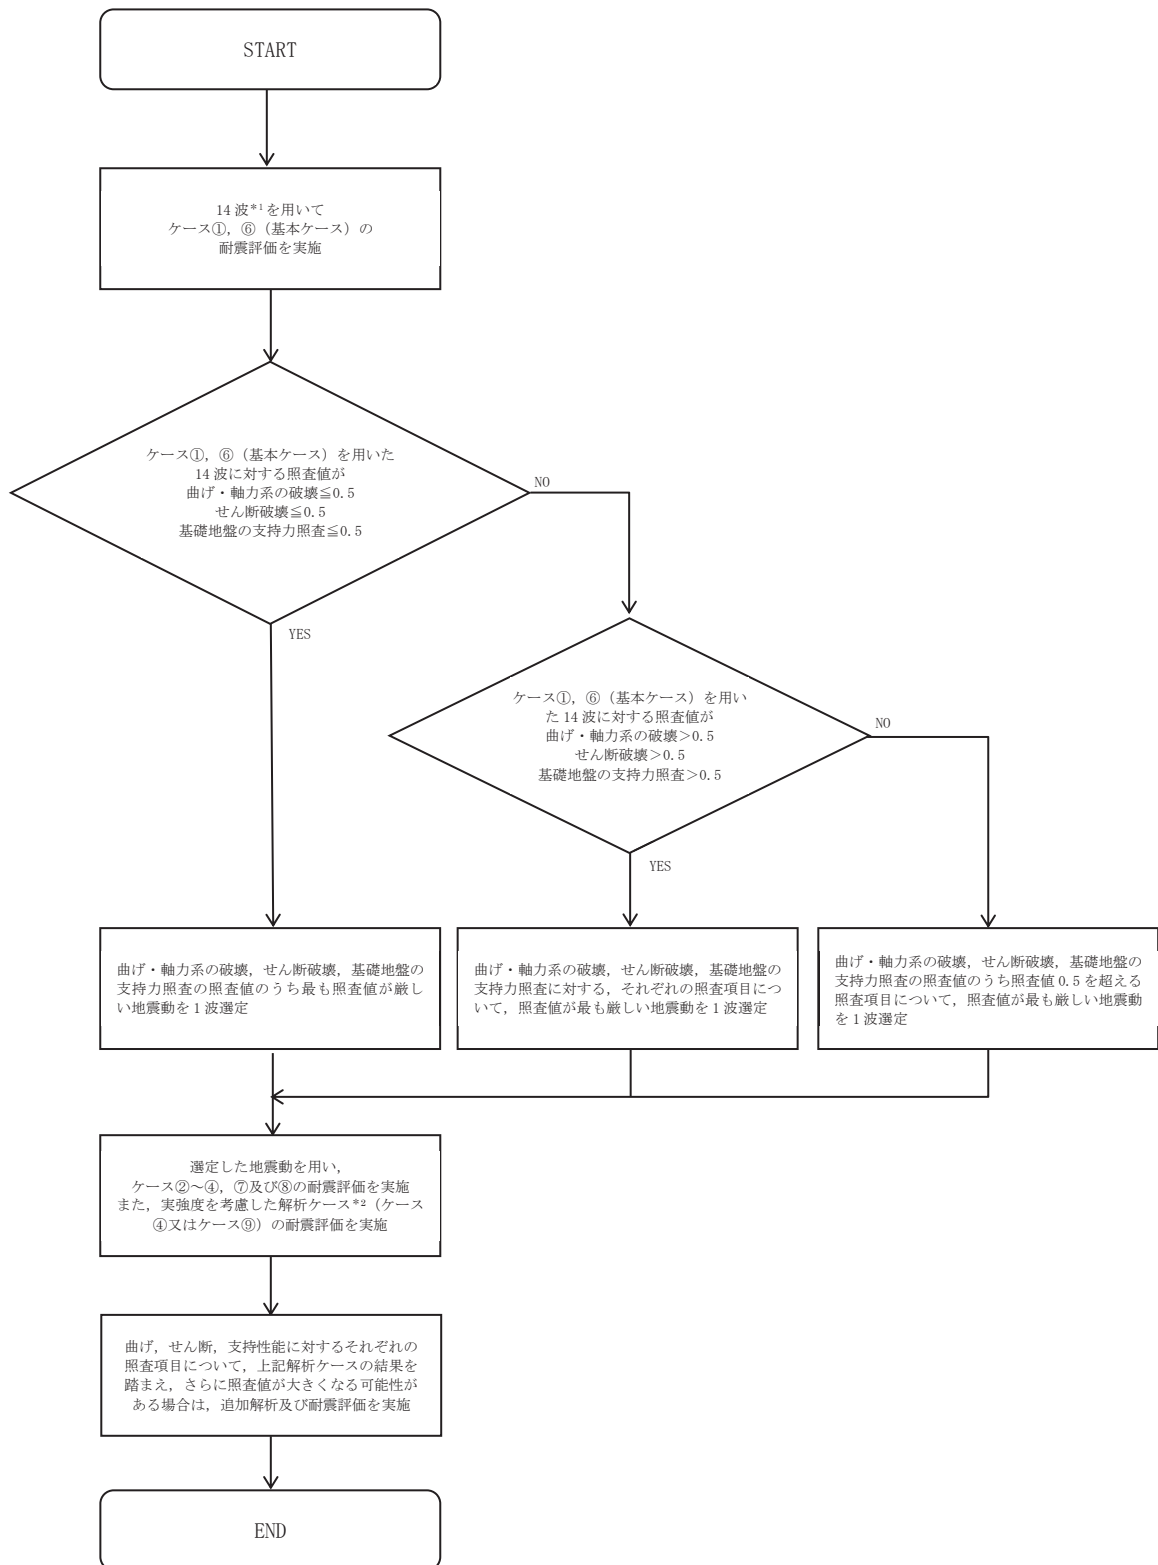 START
14 波*1 を用いて
ケース①，⑥（基本ケース）の
耐震評価を実施
ケース①，⑥（基本ケース）を用いた
14 波に対する照査値が
曲げ・軸力系の破壊≦0.5
せん断破壊≦0.5
基礎地盤の支持力照査≦0.5
NO
YES
ケース①，⑥（基本ケース）を用い
た 14 波に対する照査値が
曲げ・軸力系の破壊＞0.5
せん断破壊＞0.5
基礎地盤の支持力照査＞0.5
NO
YES
曲げ・軸力系の破壊，せん断破壊，基礎地盤の
支持力照査の照査値のうち最も照査値が厳し
い地震動を 1 波選定
曲げ・軸力系の破壊，せん断破壊，基礎地盤の
支持力照査に対する，それぞれの照査項目につ
いて，照査値が最も厳しい地震動を 1 波選定
曲げ・軸力系の破壊，せん断破壊，基礎地盤の
支持力照査の照査値のうち照査値 0.5 を超える
照査項目について，照査値が最も厳しい地震動
を 1 波選定
選定した地震動を用い，
ケース②～④，⑦及び⑧の耐震評価を実施
また，実強度を考慮した解析ケース*2（ケース
④又はケース⑨）の耐震評価を実施
曲げ，せん断，支持性能に対するそれぞれの
照査項目について，上記解析ケースの結果を
踏まえ，さらに照査値が大きくなる可能性が
ある場合は，追加解析及び耐震評価を実施
END